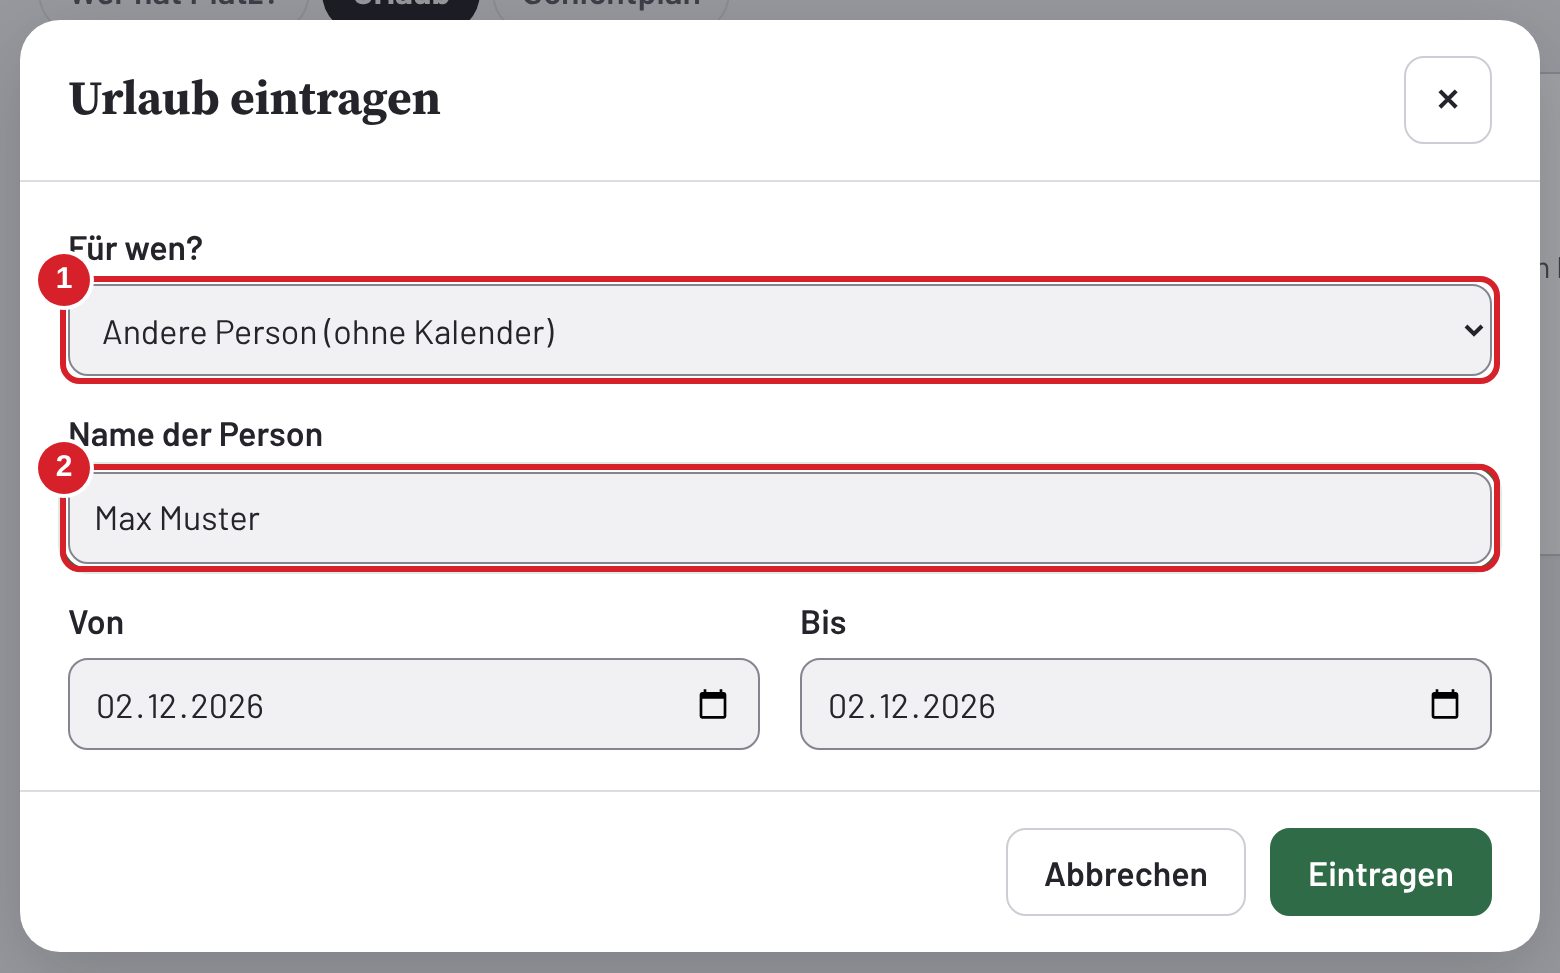 Urlaub
Urlaub eintragen
Für wen?
1
Andere Person (ohne Kalender)
Name der Person
2
Max Muster
Von
Bis
02.12.2026
02.12.2026
Abbrechen
Eintragen